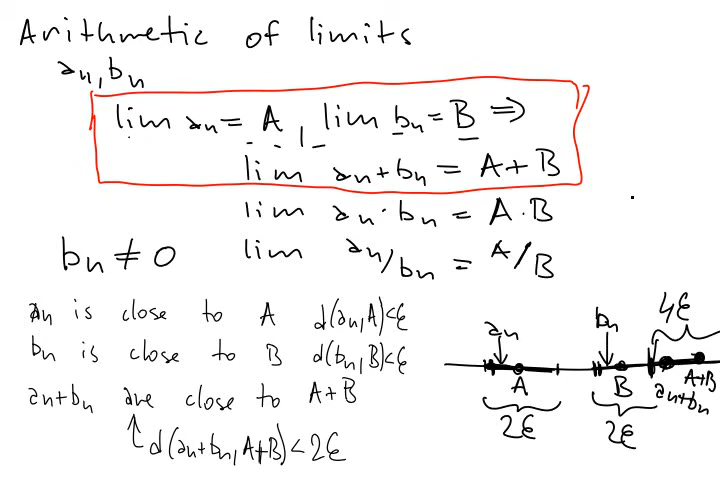 Arithmetic of limits
an, bn
lim an = A, lim bn = B ⇒
lim an + bn = A + B
lim an · bn = A · B
bn ≠ 0 lim an/bn = A/B
an is close to A d(an, A) < ε
bn is close to B d(bn, B) < ε
an + bn are close to A + B
d(an + bn, A + B) < 2ε
4ε
an bn
A B an+bn A+B
2ε 2ε